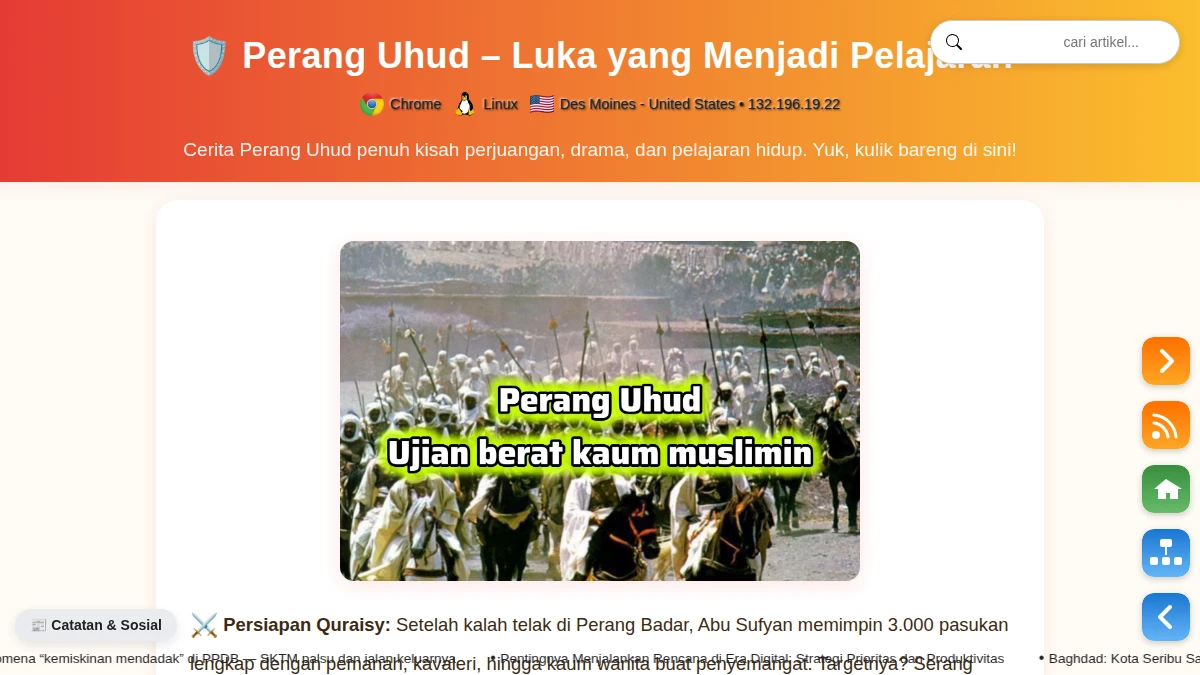 Perang Uhud – Luka yang Menjadi
cari artikel...
Chrome Linux Des Moines - United States • 132.196.19.22
Cerita Perang Uhud penuh kisah perjuangan, drama, dan pelajaran hidup. Yuk, kulik bareng di sini!
Perang Uhud
Ujian berat kaum muslimin
Catatan & Sosial
Persiapan Quraisy: Setelah kalah telak di Perang Badar, Abu Sufyan memimpin 3.000 pasukan
lengkap dengan pemanah, kavaleri, hingga kaum wanita buat penyemangat. Targetnya? Serang
“kemiskinan mendadak” di PPDB — SKTM palsu dan jalan keluarnya • Pentingnya Menjalankan Rencana di Era Digital: Strategi Prioritas dan Produktivitas • Baghdad: Kota Seribu